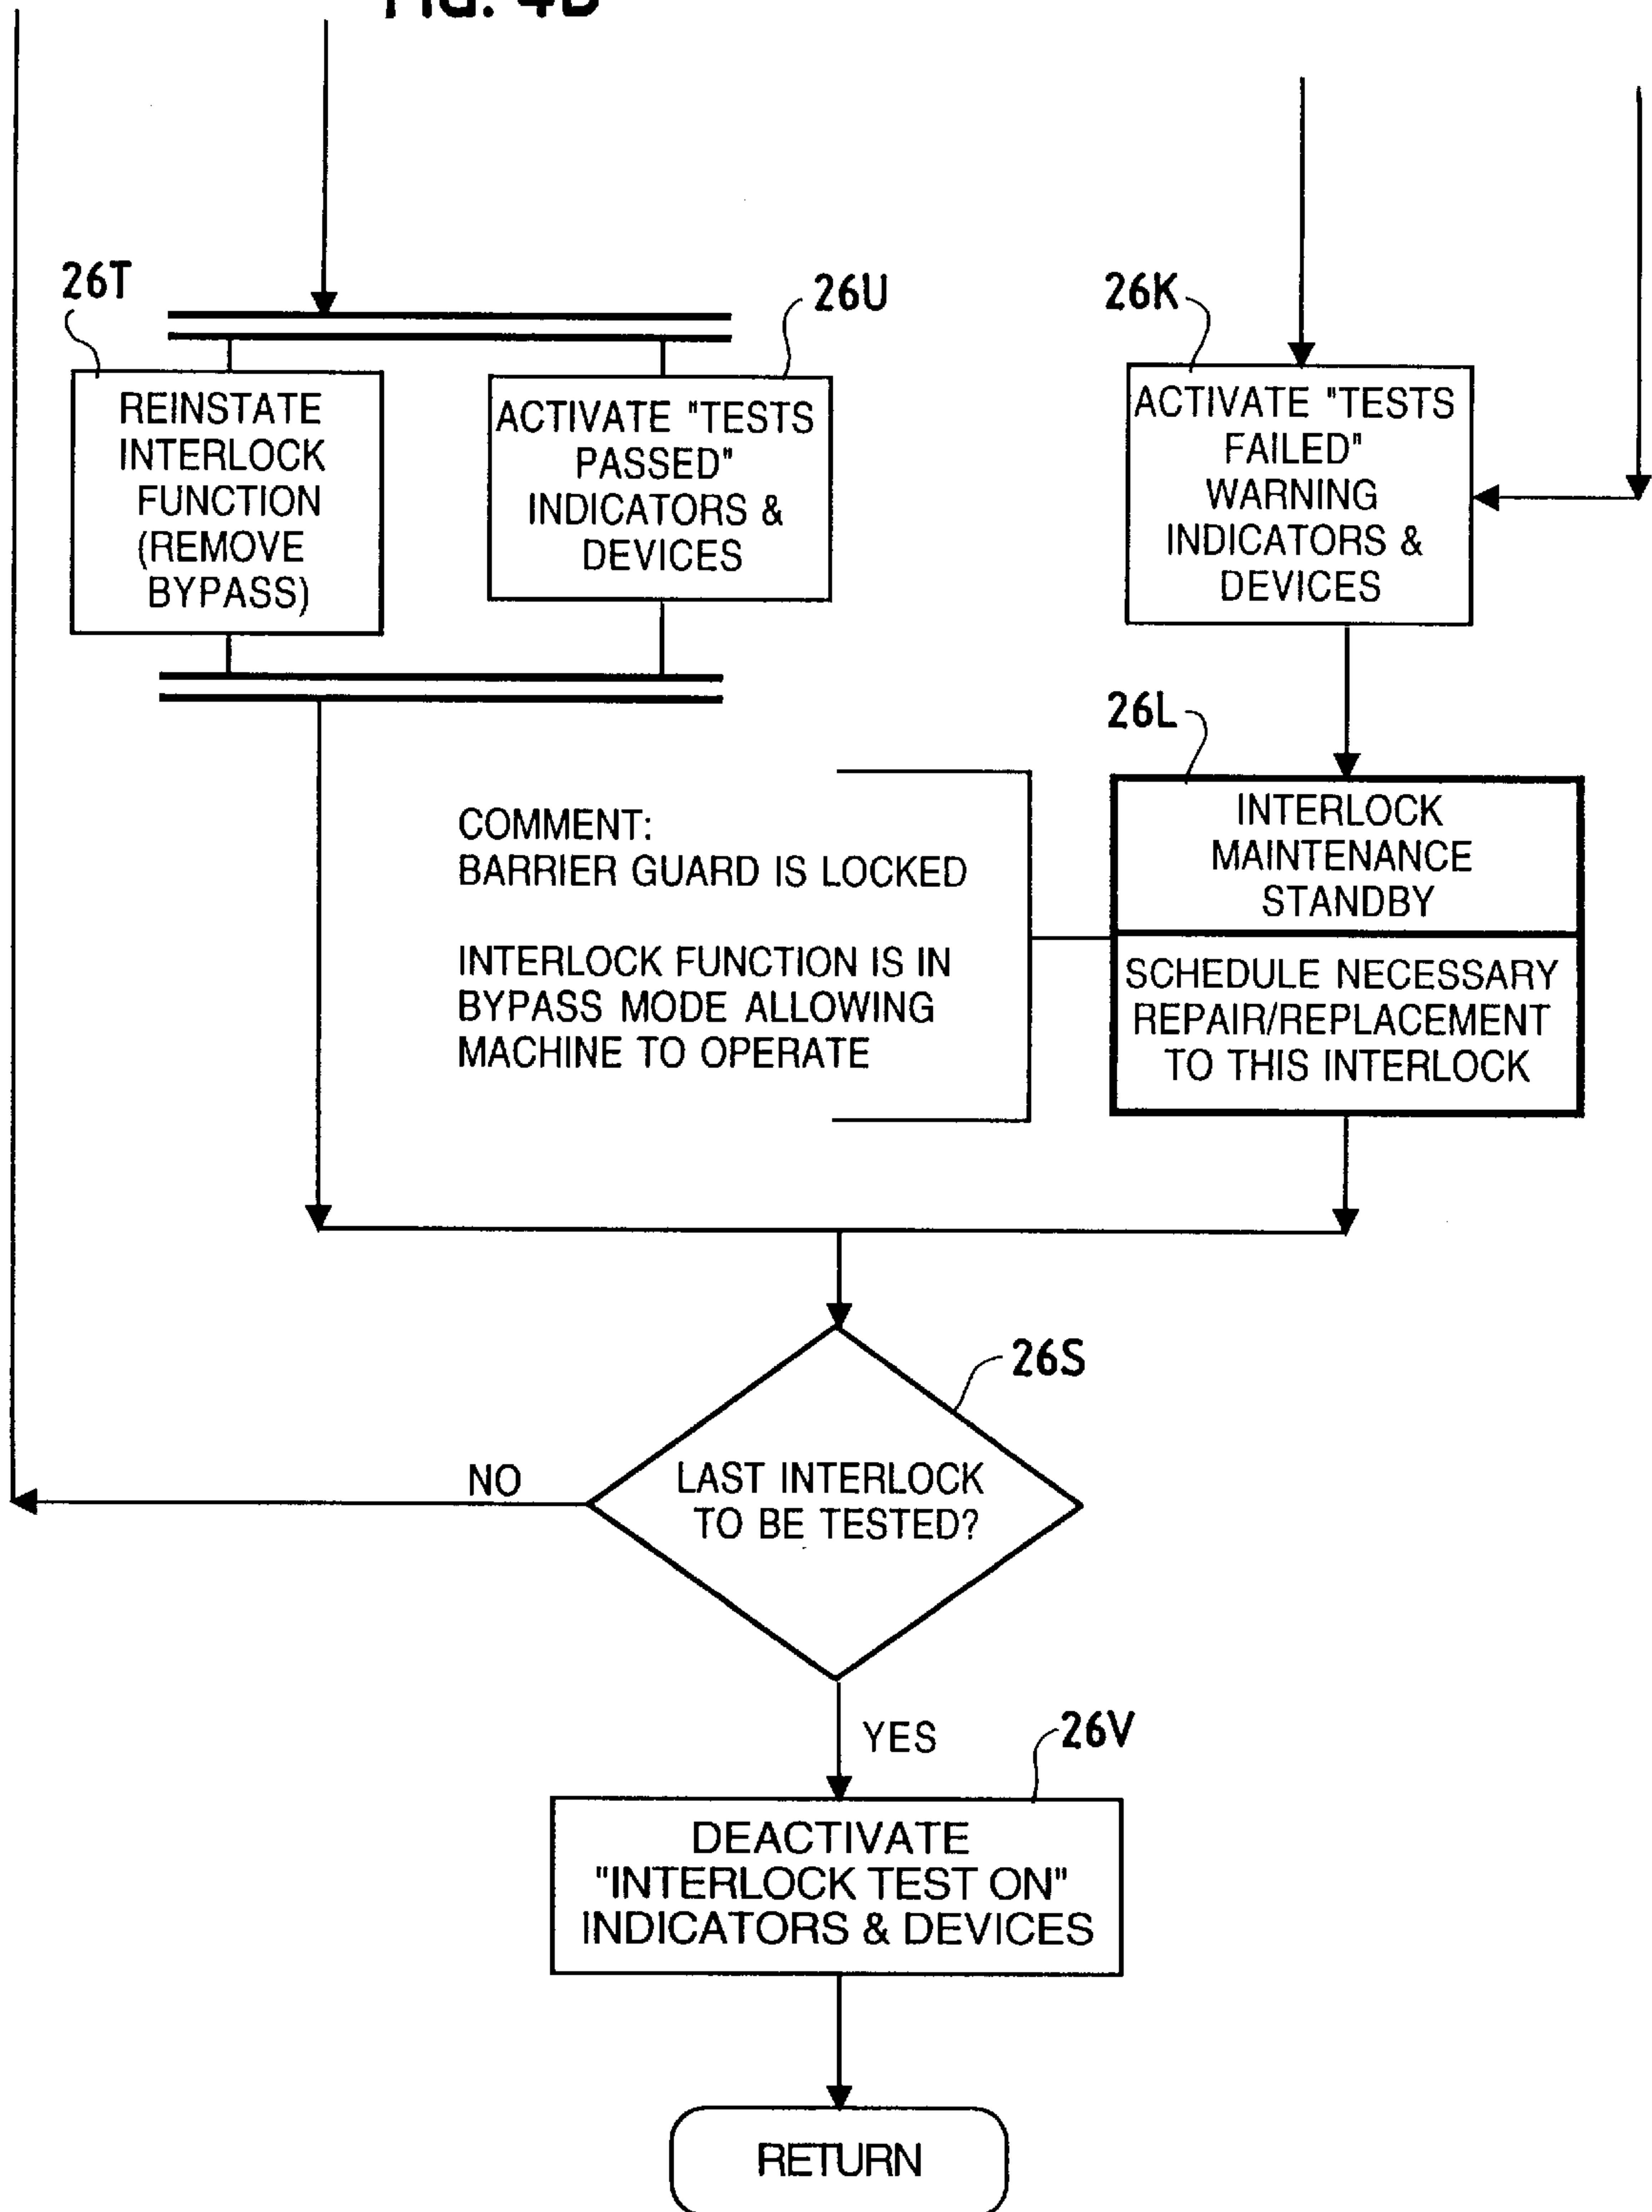 26T
26U
26K
REINSTATE
INTERLOCK
FUNCTION
(REMOVE
BYPASS)
ACTIVATE "TESTS
PASSED"
INDICATORS &
DEVICES
ACTIVATE "TESTS
FAILED"
WARNING
INDICATORS &
DEVICES
26L
COMMENT:
BARRIER GUARD IS LOCKED
INTERLOCK FUNCTION IS IN
BYPASS MODE ALLOWING
MACHINE TO OPERATE
INTERLOCK
MAINTENANCE
STANDBY
SCHEDULE NECESSARY
REPAIR/REPLACEMENT
TO THIS INTERLOCK
26S
NO
LAST INTERLOCK
TO BE TESTED?
YES
26V
DEACTIVATE
"INTERLOCK TEST ON"
INDICATORS & DEVICES
RETURN